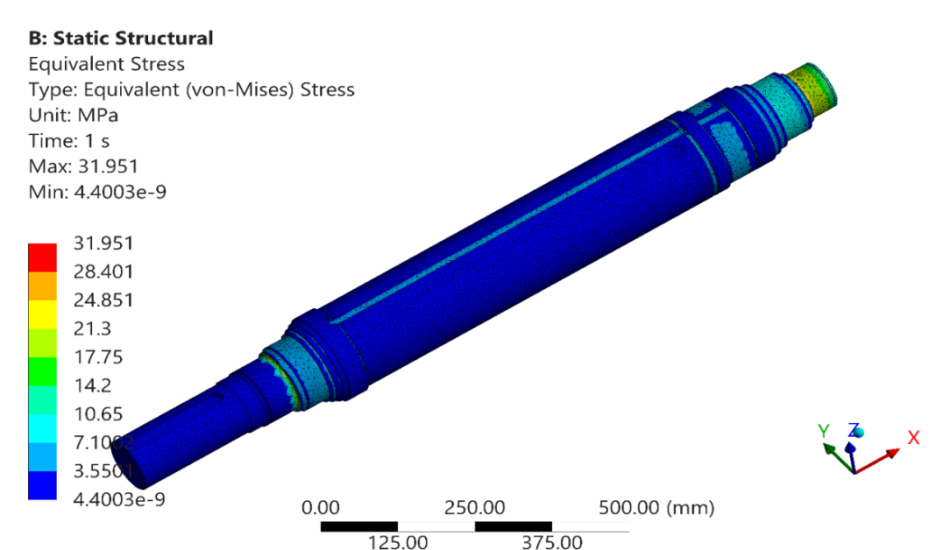 B: Static Structural
Equivalent Stress
Type: Equivalent (von-Mises) Stress
Unit: MPa
Time: 1 s
Max: 31.951
Min: 4.4003e-9
31.951
28.401
24.851
21.3
17.75
14.2
10.65
7.1002
3.5501
4.4003e-9
Y Z X
0.00 250.00 500.00 (mm)
125.00 375.00